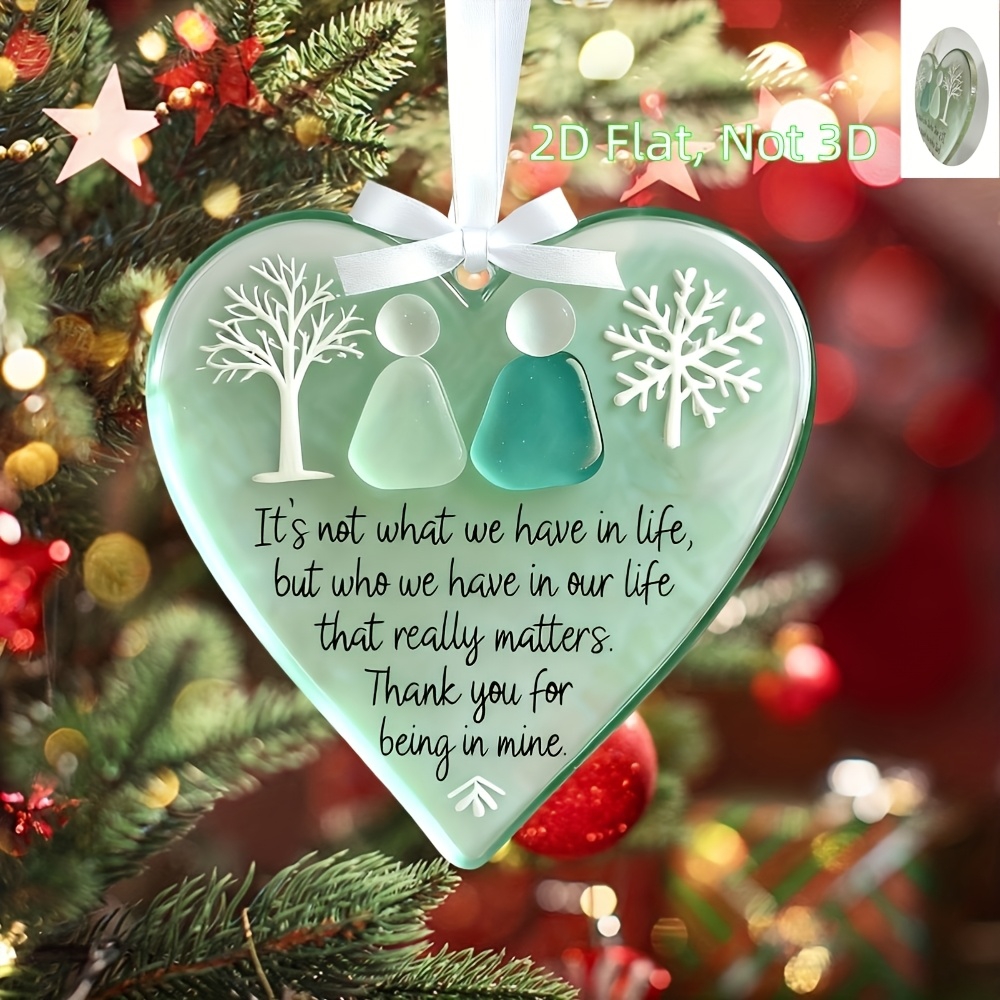 2D Flat, Not 3D
It's not what we have in life,
but who we have in our life
that really matters.
Thank you for
being in mine.